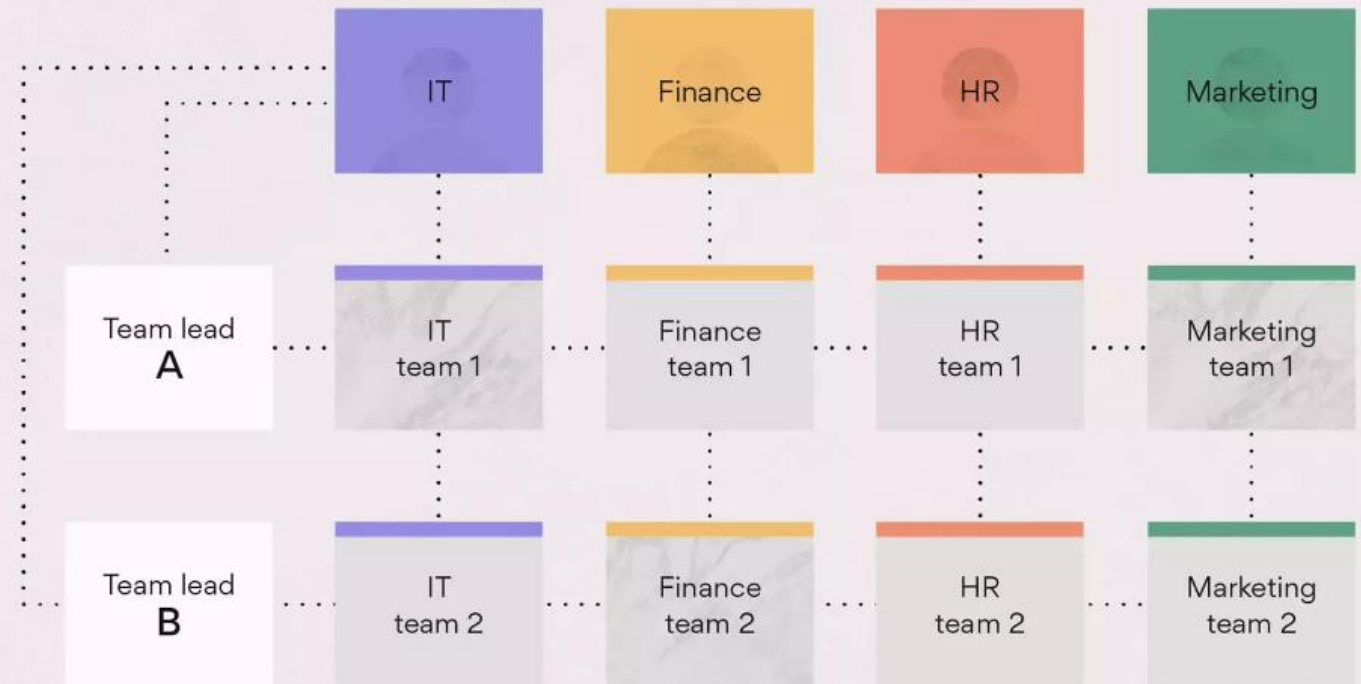 IT
Finance
HR
Marketing
Team lead
A
IT
team 1
Finance
team 1
HR
team 1
Marketing
team 1
Team lead
B
IT
team 2
Finance
team 2
HR
team 2
Marketing
team 2